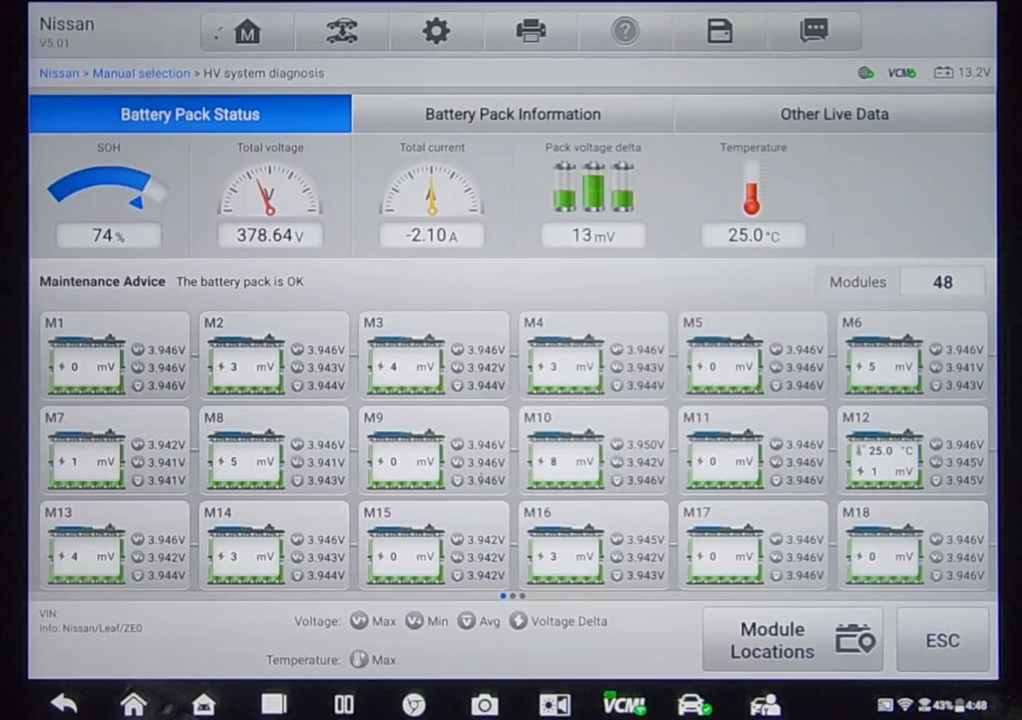 Nissan
V5.01
M
?
Nissan > Manual selection > HV system diagnosis
VCMI
13.2V
Battery Pack Status
Battery Pack Information
Other Live Data
SOH
Total voltage
Total current
Pack voltage delta
Temperature
V
A
74 %
378.64 V
-2.10 A
13 mV
25.0 °C
Maintenance Advice The battery pack is OK
Modules 48
M1
0 mV
3.946V
3.946V
3.946V
M2
3 mV
3.946V
3.943V
3.944V
M3
4 mV
3.946V
3.942V
3.944V
M4
3 mV
3.946V
3.943V
3.944V
M5
0 mV
3.946V
3.946V
3.946V
M6
5 mV
3.946V
3.941V
3.943V
M7
1 mV
3.942V
3.941V
3.941V
M8
5 mV
3.946V
3.941V
3.943V
M9
0 mV
3.946V
3.946V
3.946V
M10
8 mV
3.950V
3.942V
3.946V
M11
0 mV
3.946V
3.946V
3.946V
M12
25.0 °C
1 mV
3.946V
3.945V
3.945V
M13
4 mV
3.946V
3.942V
3.944V
M14
3 mV
3.946V
3.943V
3.944V
M15
0 mV
3.942V
3.942V
3.942V
M16
3 mV
3.945V
3.942V
3.943V
M17
0 mV
3.946V
3.946V
3.946V
M18
0 mV
3.946V
3.946V
3.946V
VIN:
Info: Nissan/Leaf/ZE0
Voltage: Max Min Avg Voltage Delta
Temperature: Max
Module
Locations
ESC
VCMI
43% 4:48